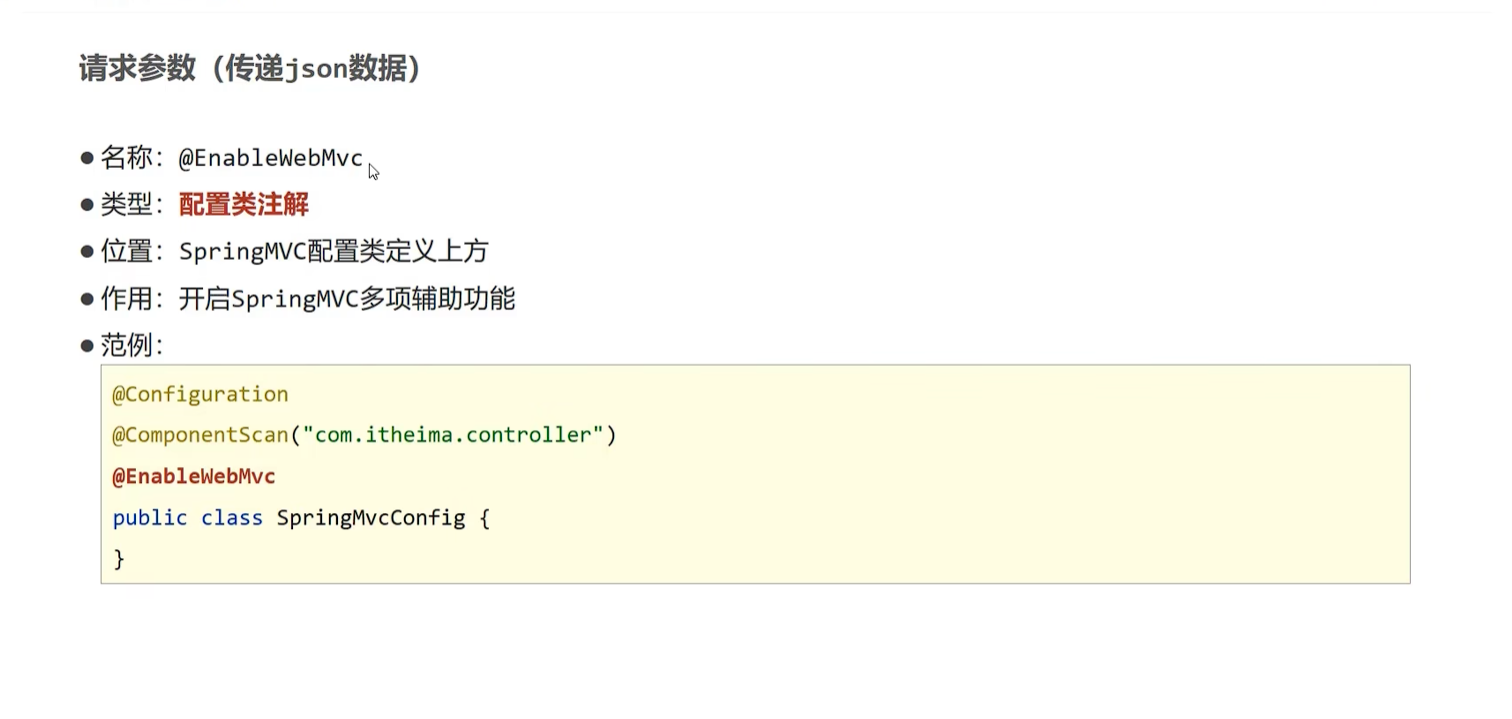 请求参数（传递json数据）
● 名称：@EnableWebMvc
● 类型：配置类注解
● 位置：SpringMVC配置类定义上方
● 作用：开启SpringMVC多项辅助功能
● 范例：
@Configuration
@ComponentScan("com.itheima.controller")
@EnableWebMvc
public class SpringMvcConfig {
}